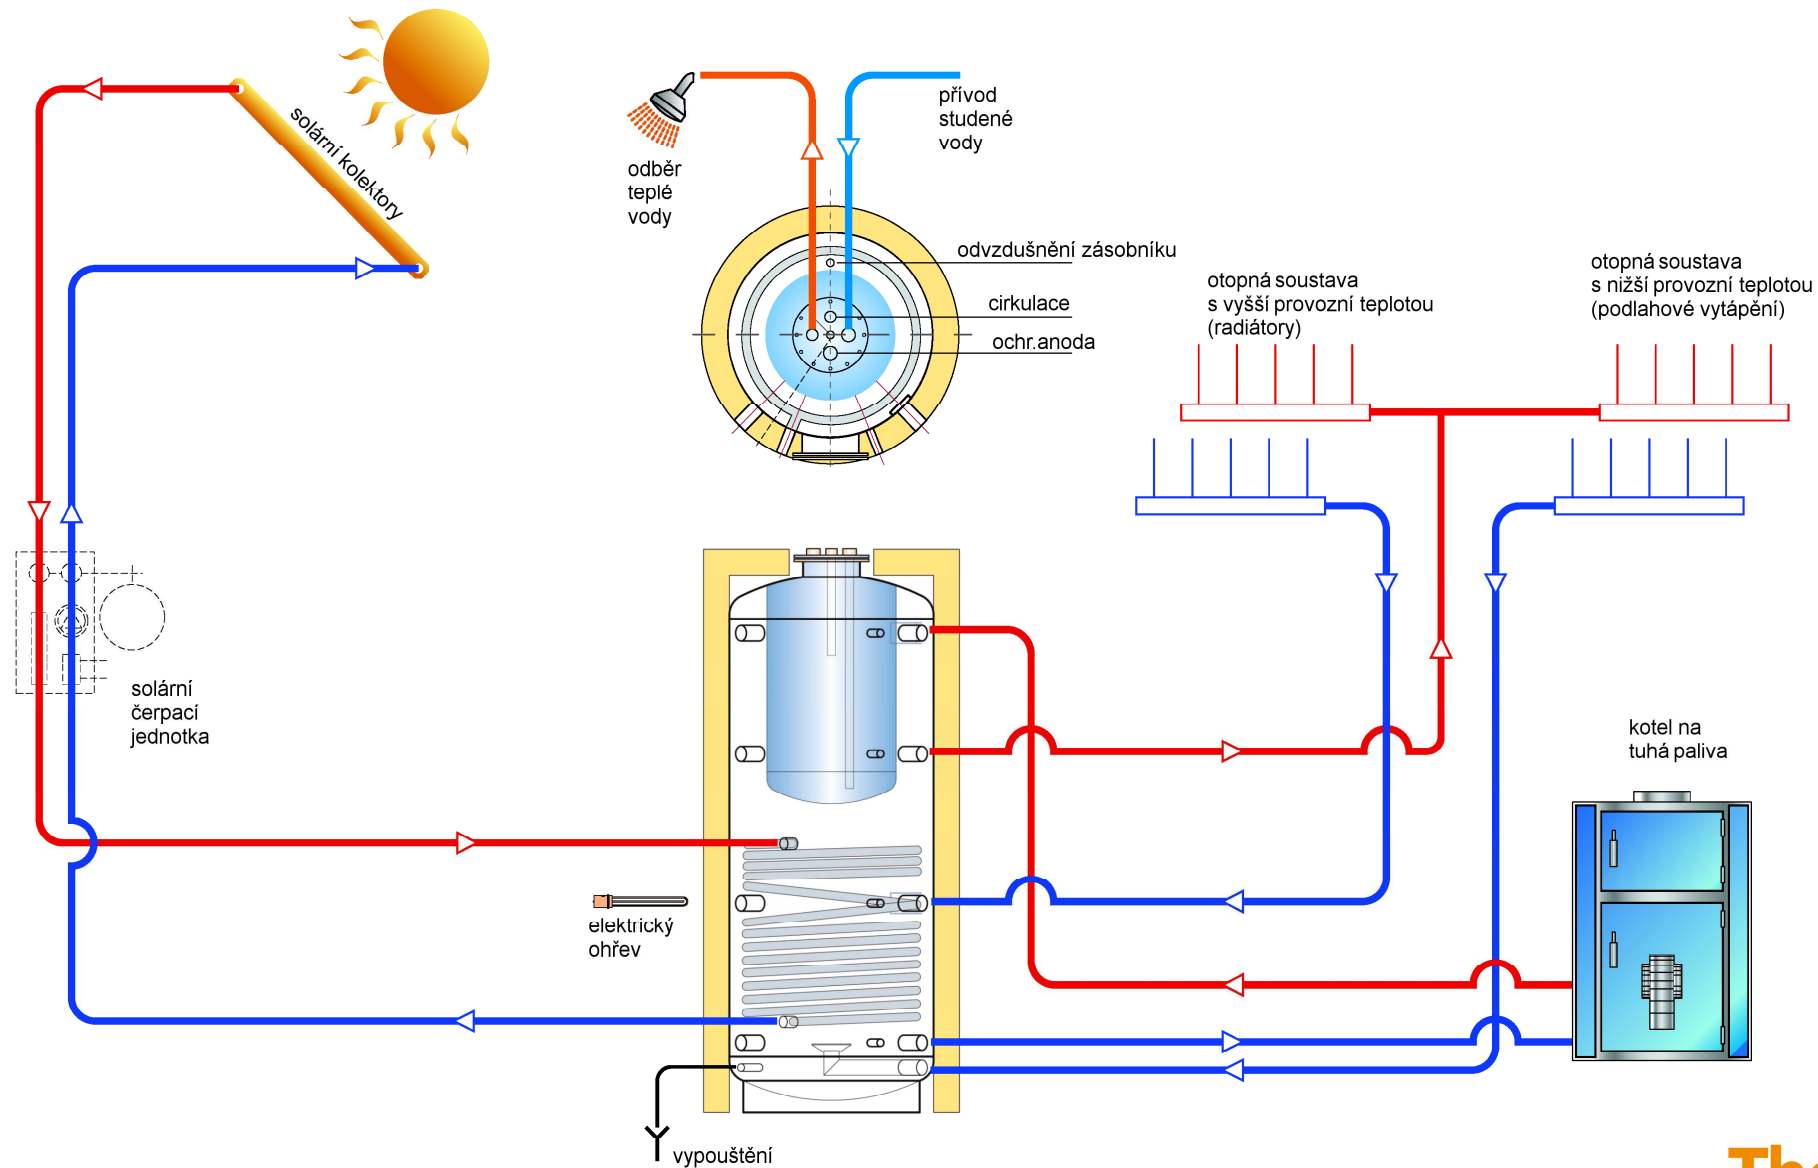 solární kolektory
přívod
studené
vody
odběr
teplé
vody
odvzdušnění zásobníku
cirkulace
ochr.anoda
otopná soustava
s vyšší provozní teplotou
(radiátory)
otopná soustava
s nižší provozní teplotou
(podlahové vytápění)
solární
čerpací
jednotka
kotel na
tuhá paliva
elektrický
ohřev
vypouštění